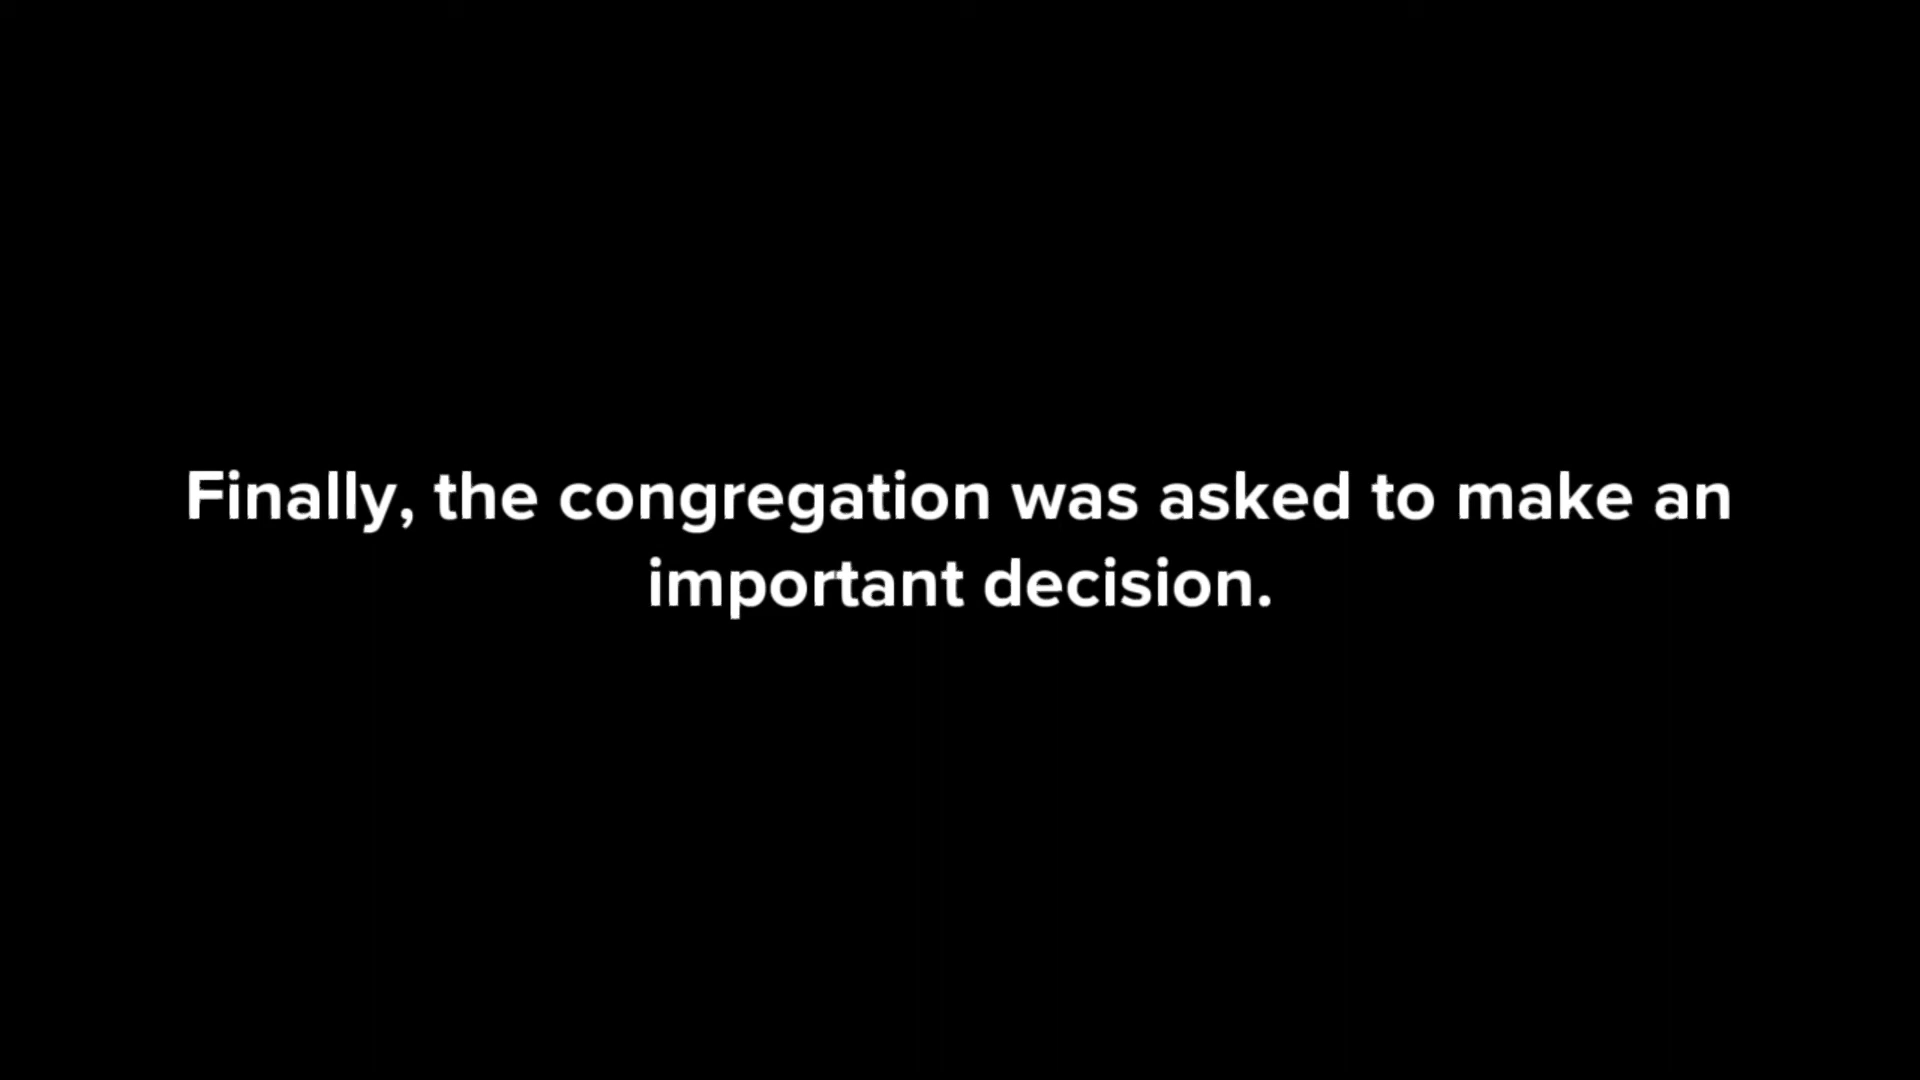 Finally, the congregation was asked to make an
important decision.